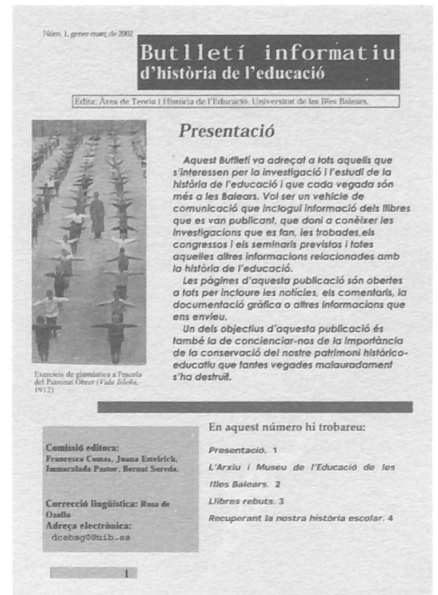 Núm. 1, gener-març de 2002
Butlletí informatiu
d'història de l'educació
Edita: Àrea de Teoria i Història de l'Educació. Universitat de les Illes Balears.
Presentació
Aquest Butlletí va adreçat a tots aquells que
s'interessen per la investigació i l'estudi de la
història de l'educació i que cada vegada són
més a les Balears. Vol ser un vehicle de
comunicació que inclogui informació dels llibres
que es van publicant, que doni a conèixer les
investigacions que es fan, les trobades,els
congressos i els seminaris previstos i totes
aquelles altres informacions relacionades amb
la història de l'educació.
Les pàgines d'aquesta publicació són obertes
a tots per incloure les notícies, els comentaris, la
documentació gràfica o altres informacions que
ens envieu.
Un dels objectius d'aquesta publicació és
també la de concienciar-nos de la importància
de la conservació del nostre patrimoni històrico-
educatiu que tantes vegades malauradament
s'ha destruït.
Exercicis de gimnàstica a l'escola
del Patronat Obrer (Vida Isleña,
1912)
Comissió editora:
Francesca Comas, Joana Estelrich,
Immaculada Pastor, Bernat Sureda.
Correcció lingüística: Rosa de
Ozollo
Adreça electrònica:
dcebsg0@uib.es
En aquest número hi trobareu:
Presentació. 1
L'Arxiu i Museu de l'Educació de les
Illes Balears. 2
Llibres rebuts. 3
Recuperant la nostra història escolar. 4
1